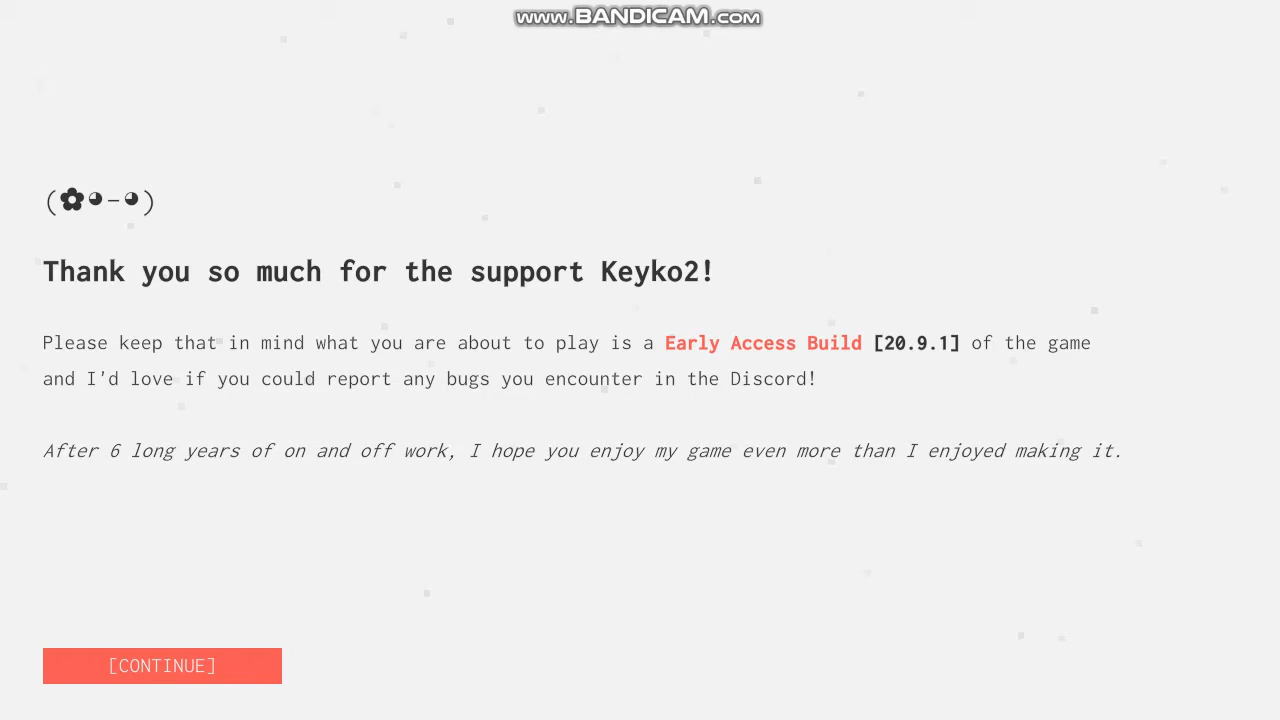 www.BANDICAM.com
(✿◕‿◕)
Thank you so much for the support Keyko2!
Please keep that in mind what you are about to play is a Early Access Build [20.9.1] of the game
and I'd love if you could report any bugs you encounter in the Discord!
After 6 long years of on and off work, I hope you enjoy my game even more than I enjoyed making it.
[CONTINUE]